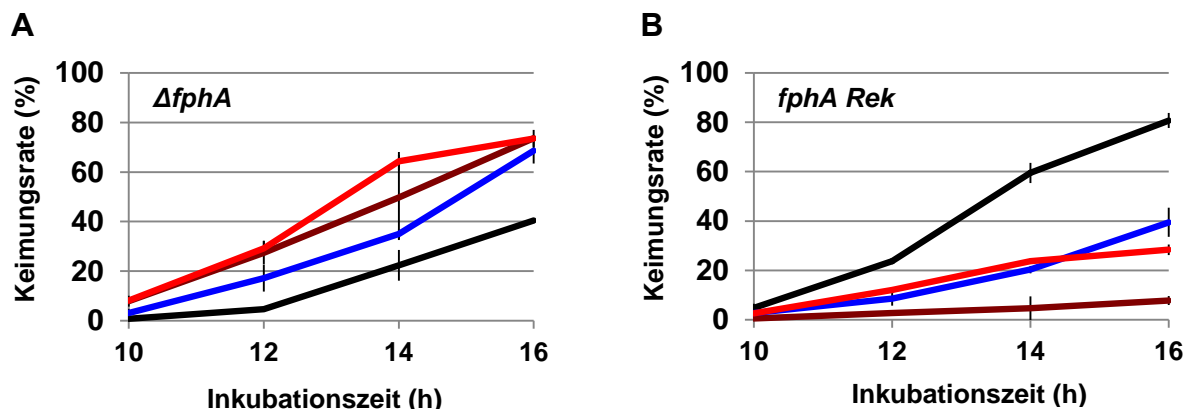 A
Keimungsrate (%)
100
80
60
40
20
0
ΔfphA
10 12 14 16
Inkubationszeit (h)
B
Keimungsrate (%)
100
80
60
40
20
0
fphA Rek
10 12 14 16
Inkubationszeit (h)